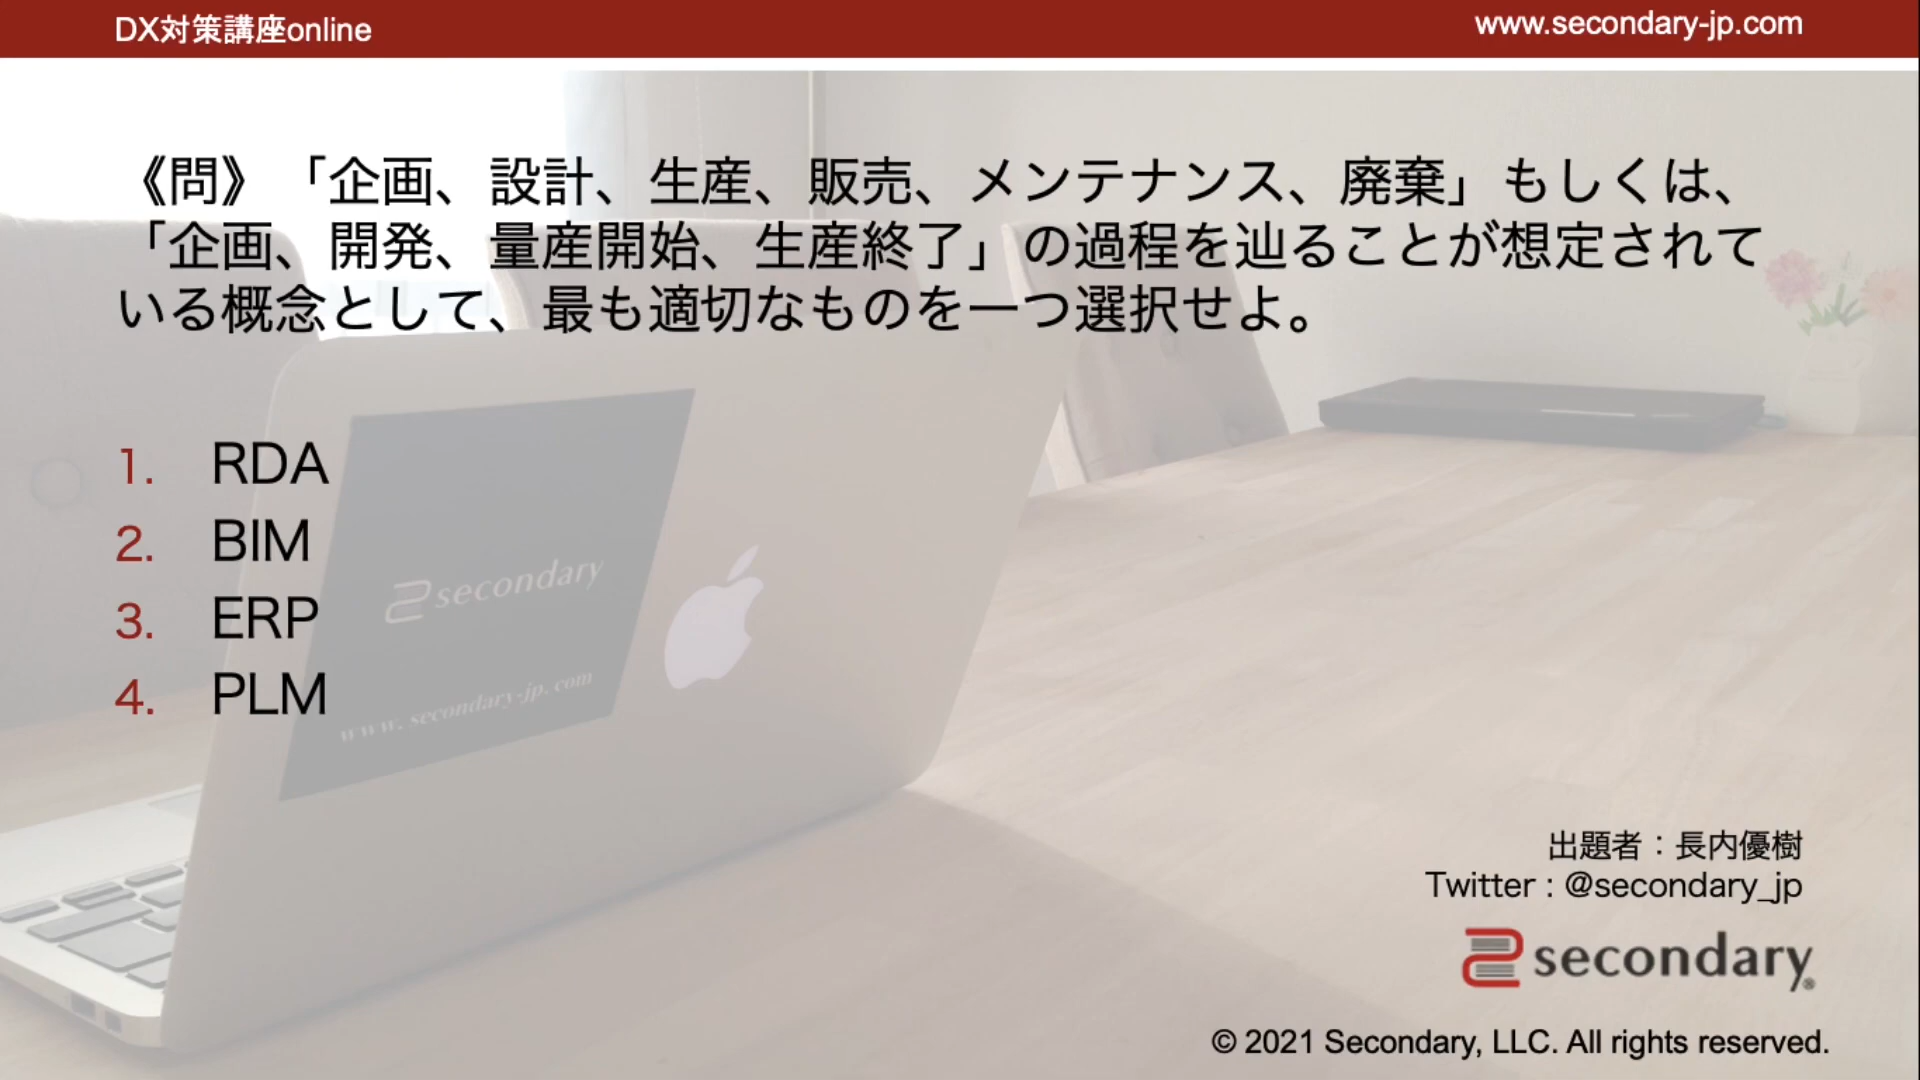 DX対策講座online
www.secondary-jp.com
《問》「企画、設計、生産、販売、メンテナンス、廃棄」もしくは、
「企画、開発、量産開始、生産終了」の過程を辿ることが想定されて
いる概念として、最も適切なものを一つ選択せよ。
1. RDA
2. BIM
3. ERP
4. PLM
secondary
www.secondary-jp.com
出題者：長内優樹
Twitter : @secondary_jp
secondary®
© 2021 Secondary, LLC. All rights reserved.